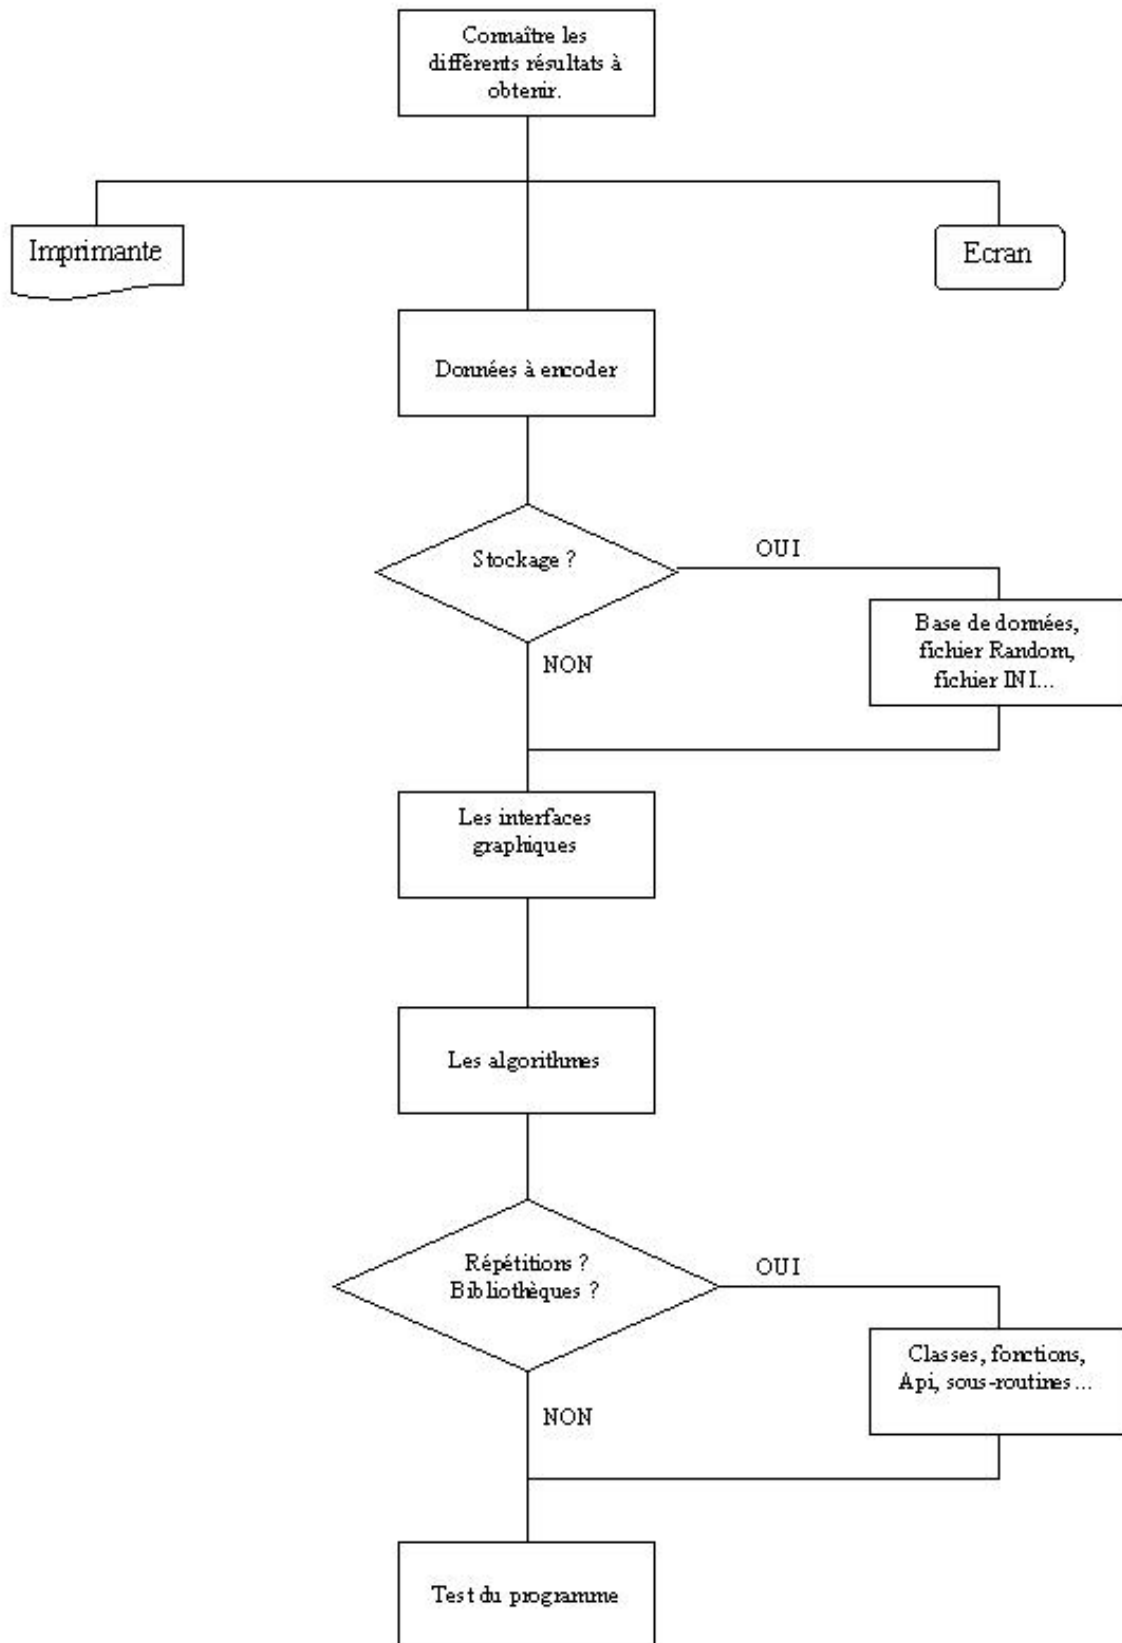 Connaître les
différents résultats à
obtenir.
Imprimante
Ecran
Données à encoder
Stockage ?
OUI
Base de données,
fichier Random,
fichier INI...
NON
Les interfaces
graphiques
Les algorithmes
Répétitions ?
Bibliothèques ?
OUI
Classes, fonctions,
Api, sous-routines ...
NON
Test du programme